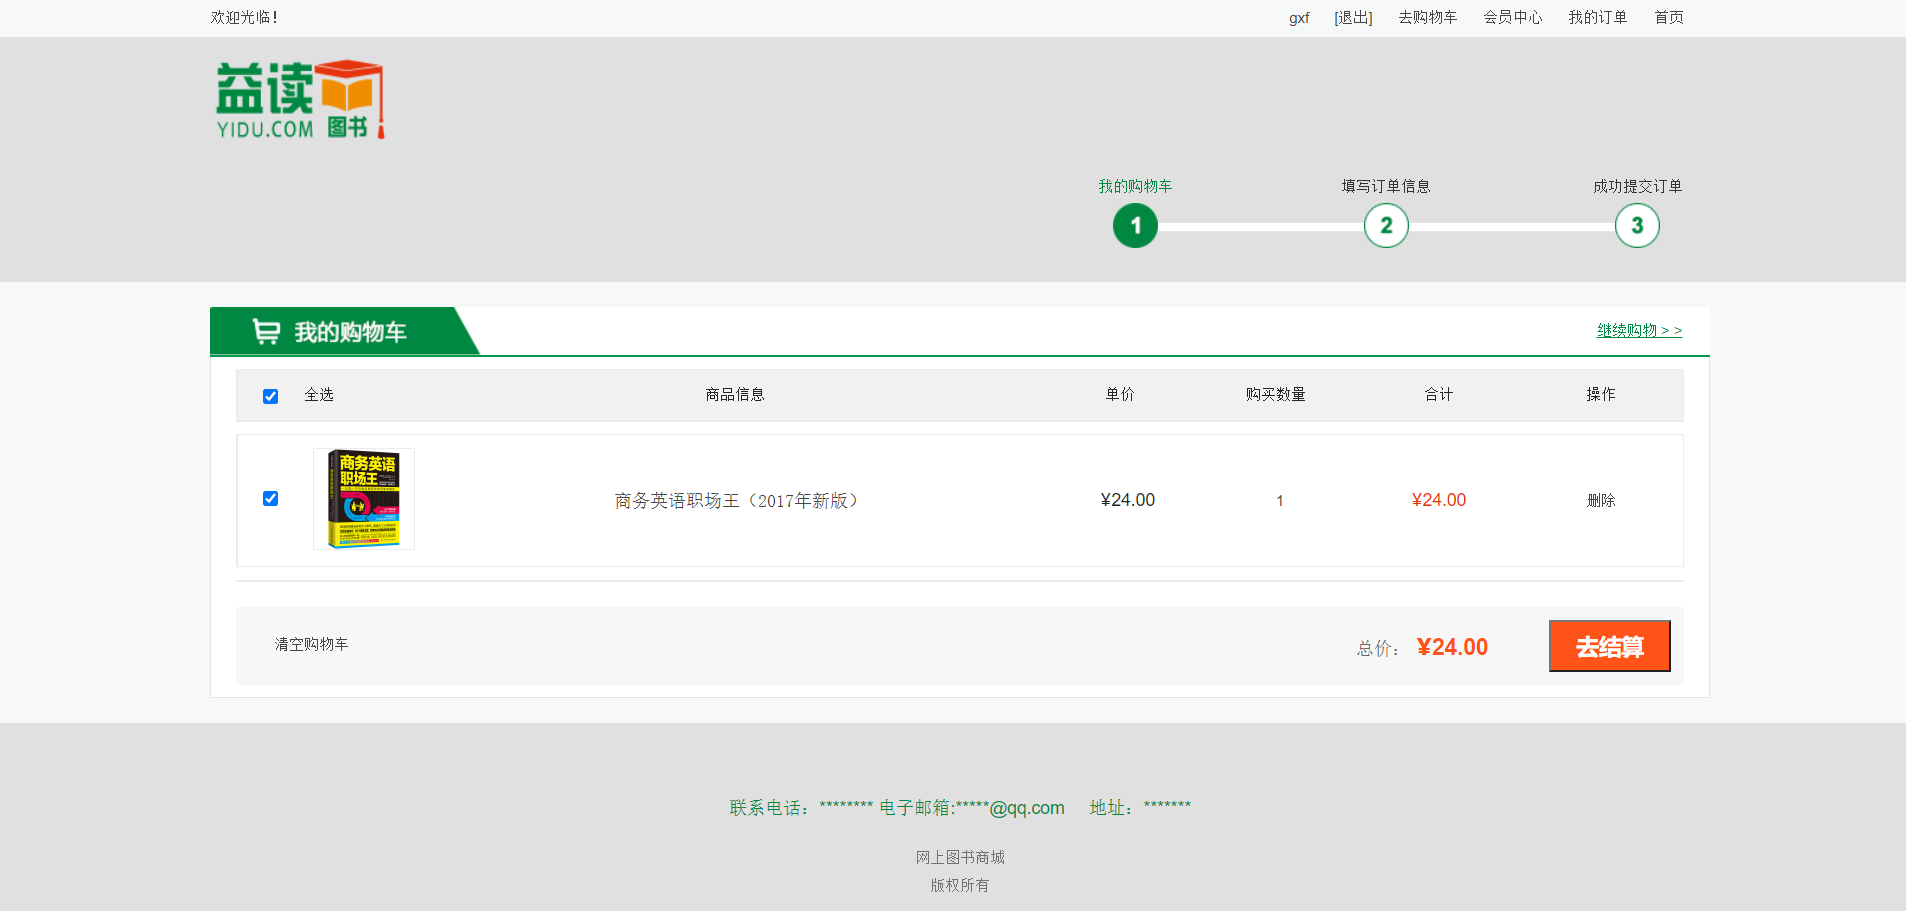 欢迎光临！ gxf [退出] 去购物车 会员中心 我的订单 首页
益读
YIDU.COM 图书
我的购物车 填写订单信息 成功提交订单
1 2 3
我的购物车 继续购物 > >
全选 商品信息 单价 购买数量 合计 操作
商务英语
职场王
商务英语职场王（2017年新版） ¥24.00 1 ¥24.00 删除
清空购物车 总价： ¥24.00 去结算
联系电话：******** 电子邮箱:*****@qq.com 地址：*******
网上图书商城
版权所有